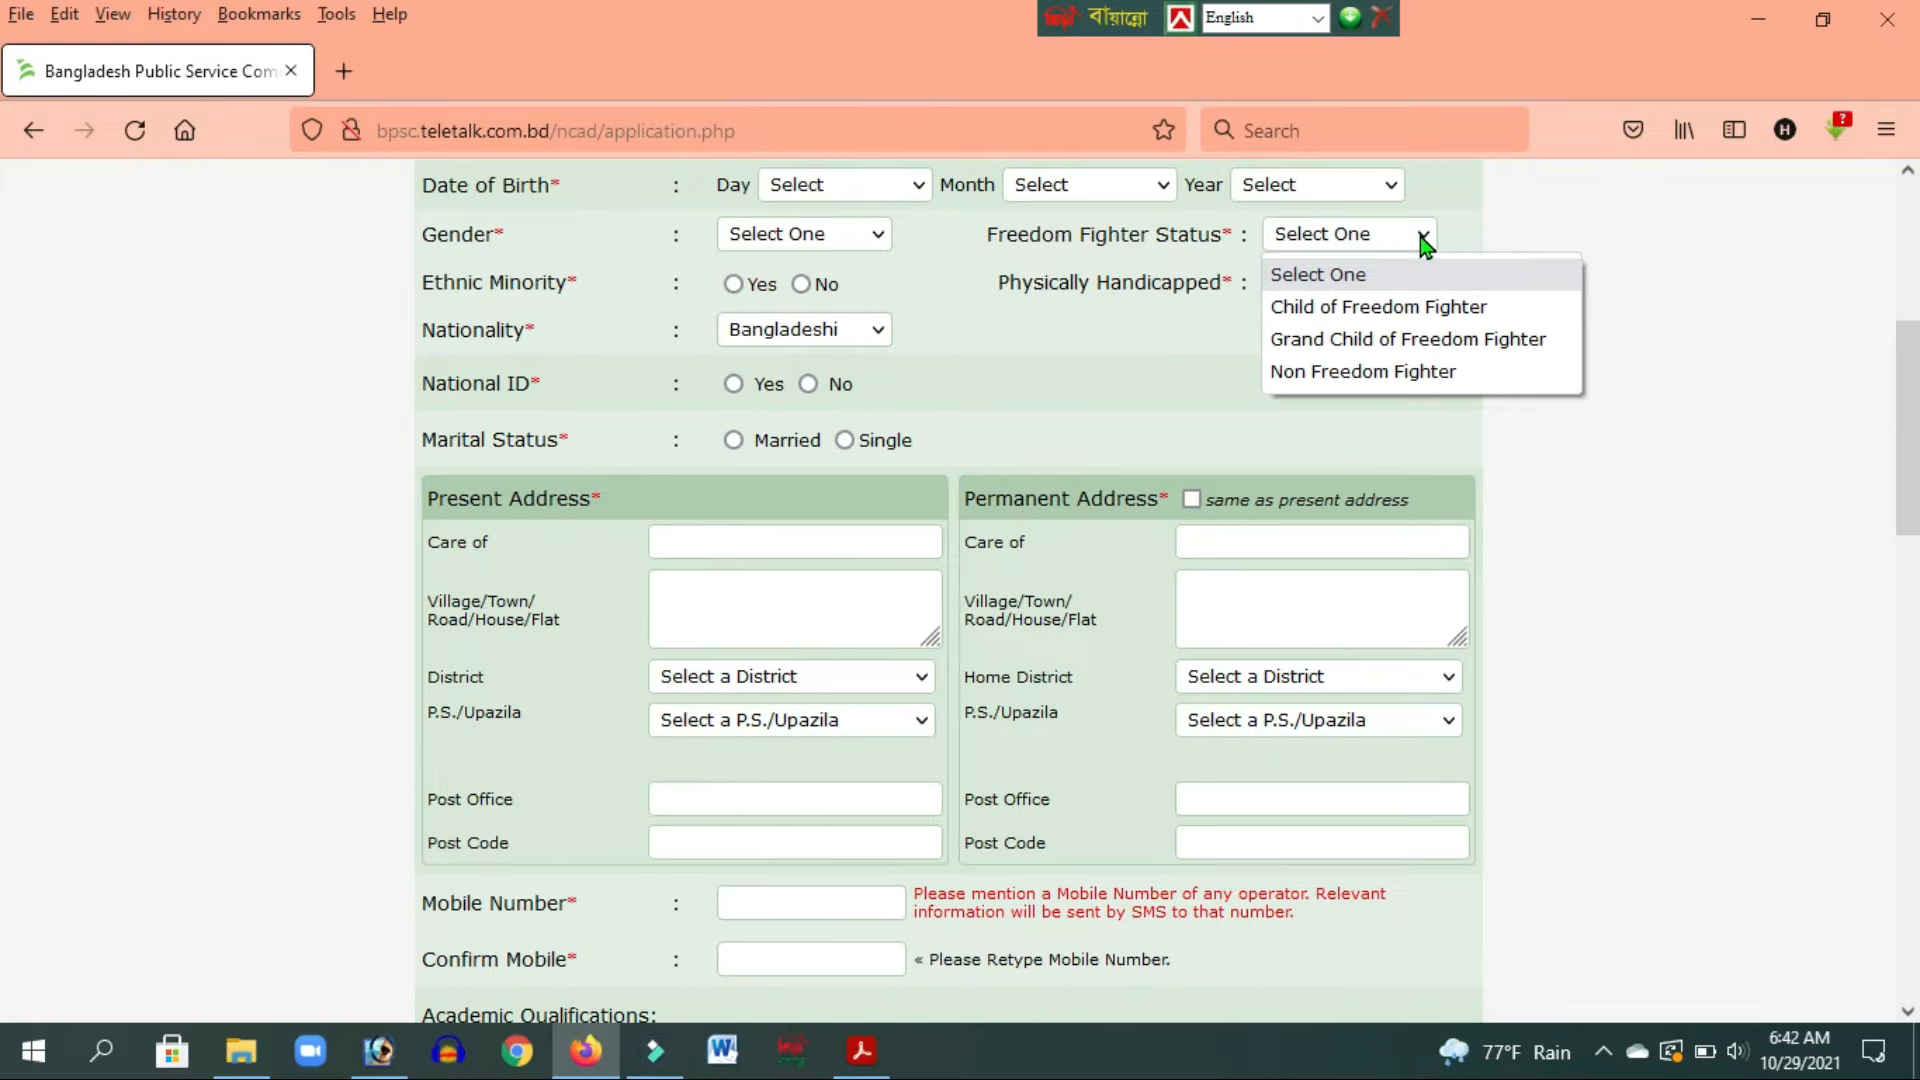 File Edit View History Bookmarks Tools Help
বায়ান্নো English
Bangladesh Public Service Com
bpsc.teletalk.com.bd/ncad/application.php
Search
H
?
Date of Birth* : Day Select Month Select Year Select
Gender* : Select One Freedom Fighter Status* : Select One
Select One
Child of Freedom Fighter
Grand Child of Freedom Fighter
Non Freedom Fighter
Ethnic Minority* : Yes No Physically Handicapped* :
Nationality* : Bangladeshi
National ID* : Yes No
Marital Status* : Married Single
Present Address*
Care of
Village/Town/
Road/House/Flat
District Select a District
P.S./Upazila Select a P.S./Upazila
Post Office
Post Code
Permanent Address* same as present address
Care of
Village/Town/
Road/House/Flat
Home District Select a District
P.S./Upazila Select a P.S./Upazila
Post Office
Post Code
Mobile Number* : Please mention a Mobile Number of any operator. Relevant
information will be sent by SMS to that number.
Confirm Mobile* : « Please Retype Mobile Number.
Academic Qualifications:
77°F Rain
6:42 AM
10/29/2021